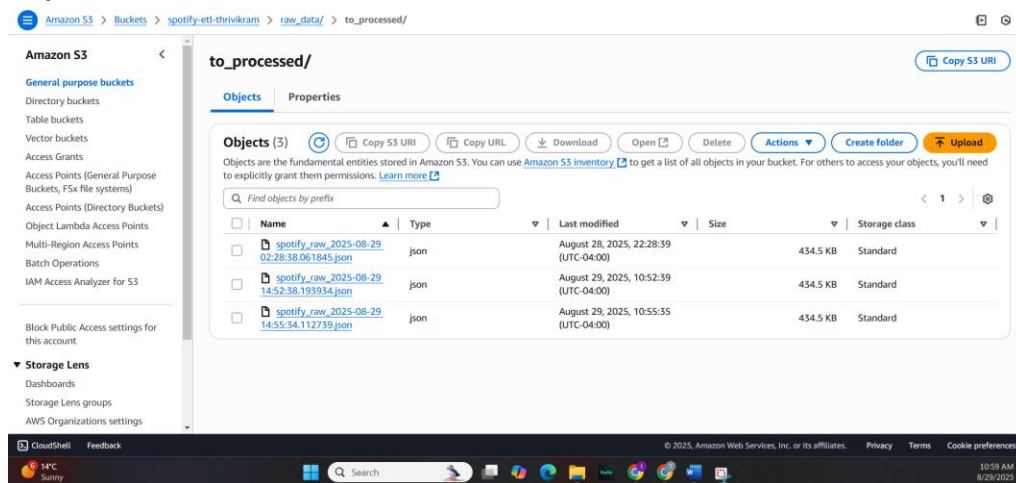 Amazon S3 > Buckets > spotify-etl-thrivikram > raw_data/ > to_processed/
Amazon S3
General purpose buckets
Directory buckets
Table buckets
Vector buckets
Access Grants
Access Points (General Purpose
Buckets, FSx file systems)
Access Points (Directory Buckets)
Object Lambda Access Points
Multi-Region Access Points
Batch Operations
IAM Access Analyzer for S3
Block Public Access settings for
this account
Storage Lens
Dashboards
Storage Lens groups
AWS Organizations settings
to_processed/
Copy S3 URI
Objects Properties
Objects (3) Copy S3 URI Copy URL Download Open Delete Actions Create folder Upload
Objects are the fundamental entities stored in Amazon S3. You can use Amazon S3 inventory to get a list of all objects in your bucket. For others to access your objects, you'll need
to explicitly grant them permissions. Learn more
Find objects by prefix
1
Name Type Last modified Size Storage class
spotify_raw_2025-08-29
02:28:38.061845.json
json
August 28, 2025, 22:28:39
(UTC-04:00)
434.5 KB
Standard
spotify_raw_2025-08-29
14:52:38.193934.json
json
August 29, 2025, 10:52:39
(UTC-04:00)
434.5 KB
Standard
spotify_raw_2025-08-29
14:55:34.112739.json
json
August 29, 2025, 10:55:35
(UTC-04:00)
434.5 KB
Standard
CloudShell Feedback © 2025, Amazon Web Services, Inc. or its affiliates. Privacy Terms Cookie preferences
6
14°C
Sunny
Search
10:59 AM
8/29/2025